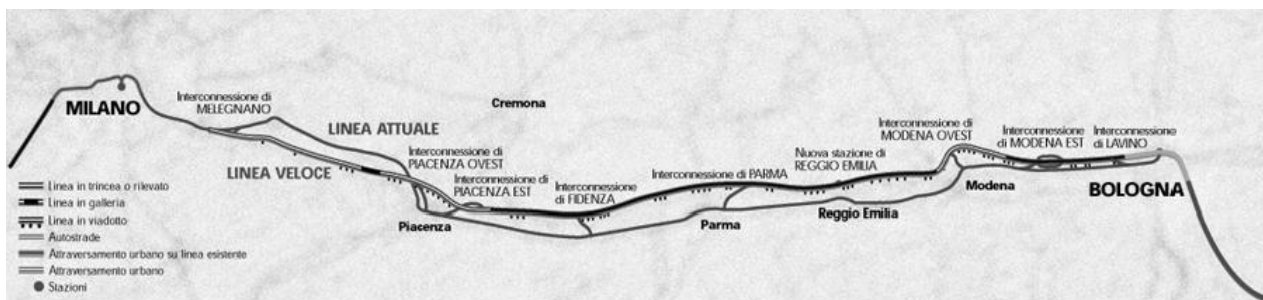 MILANO
Interconnessione di
MELEGNANO
LINEA ATTUALE
LINEA VELOCE
Cremona
Interconnessione di
PIACENZA OVEST
Interconnessione di
PIACENZA EST
Piacenza
Interconnessione
di FIDENZA
Interconnessione di PARMA
Parma
Nuova stazione di
REGGIO EMILIA
Reggio Emilia
Interconnessione di
MODENA OVEST
Modena
Interconnessione
di MODENA EST
Interconnessione
di LAVINO
BOLOGNA
Linea in trincea o rilevato
Linea in galleria
Linea in viadotto
Autostrade
Attraversamento urbano su linea esistente
Attraversamento urbano
Stazioni